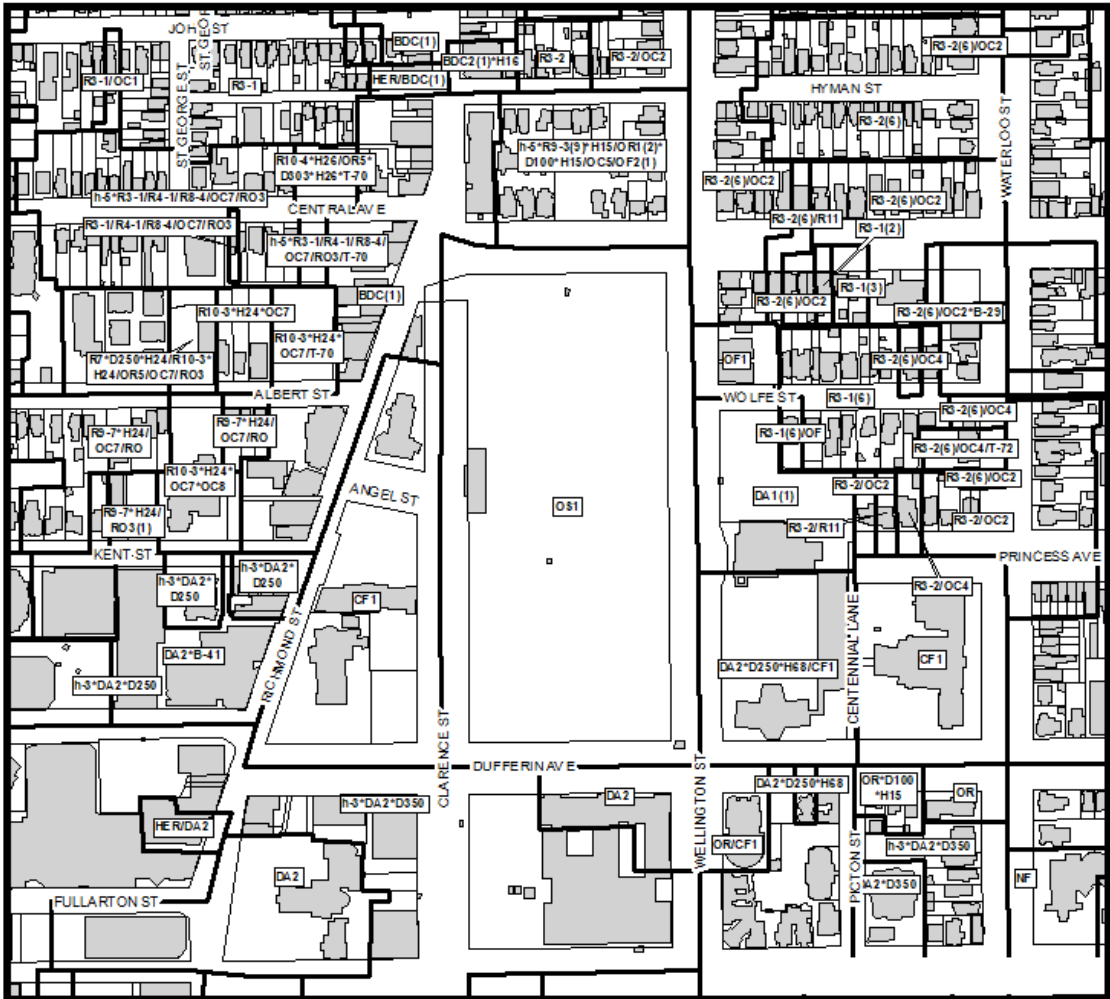 JOHN ST
ST. GEOR
BDC(1)
BDC2(1)*H16
R3-2
R3-2/OC2
R3-2(6)/OC2
R3-1/OC1
R3-1
HER/BDC(1)
HYMAN ST
ST. GEORGE ST
WATERLOO ST
R3-2(6)
h-5*R9-3(9)*H15/OR1(2)*
D100*H15/OC5/OF2(1)
R10-4*H26/OR5*
D303*H26*T-70
R3-2(6)/OC2
h-5*R3-1/R4-1/R8-4/OC7/RO3
R3-2(6)/OC2
CENTRAL AVE
R3-2(6)/R11
R3-1/R4-1/R8-4/OC7/RO3
R3-1(2)
h-5*R3-1/R4-1/R8-4/
OC7/RO3/T-70
BDC(1)
R3-1(3)
R3-2(6)/OC2
R10-3*H24*OC7
R3-2(6)/OC2*B-29
R10-3*H24*
OC7/T-70
OF1
R3-2(6)/OC4
R7*D250*H24/R10-3*
H24/OR5/OC7/RO3
ALBERT ST
WOLFE ST
R3-1(6)
R3-2(6)/OC4
R9-7*H24/
OC7/RO
R9-7*H24/
OC7/RO
R3-1(6)/OF
R3-2(6)/OC4/T-72
R10-3*H24*
OC7*OC8
R3-2/OC2
R3-2(6)/OC2
ANGEL ST
DA1(1)
OS1
R9-7*H24/
RO3(1)
R3-2/R11
R3-2/OC2
KENT ST
PRINCESS AVE
h-3*DA2*
D250
h-3*DA2*
D250
R3-2/OC4
CF1
RICHMOND ST
CENTENNIAL LANE
DA2*B-41
DA2*D250*H68/CF1
CF1
h-3*DA2*D250
CLARENCE ST
DUFFERIN AVE
WELLINGTON ST
DA2*D250*H68
OR*D100
*H15
OR
h-3*DA2*D350
DA2
HER/DA2
OR/CF1
h-3*DA2*D350
DA2
PICTON ST
DA2*D350
NF
FULLARTON ST